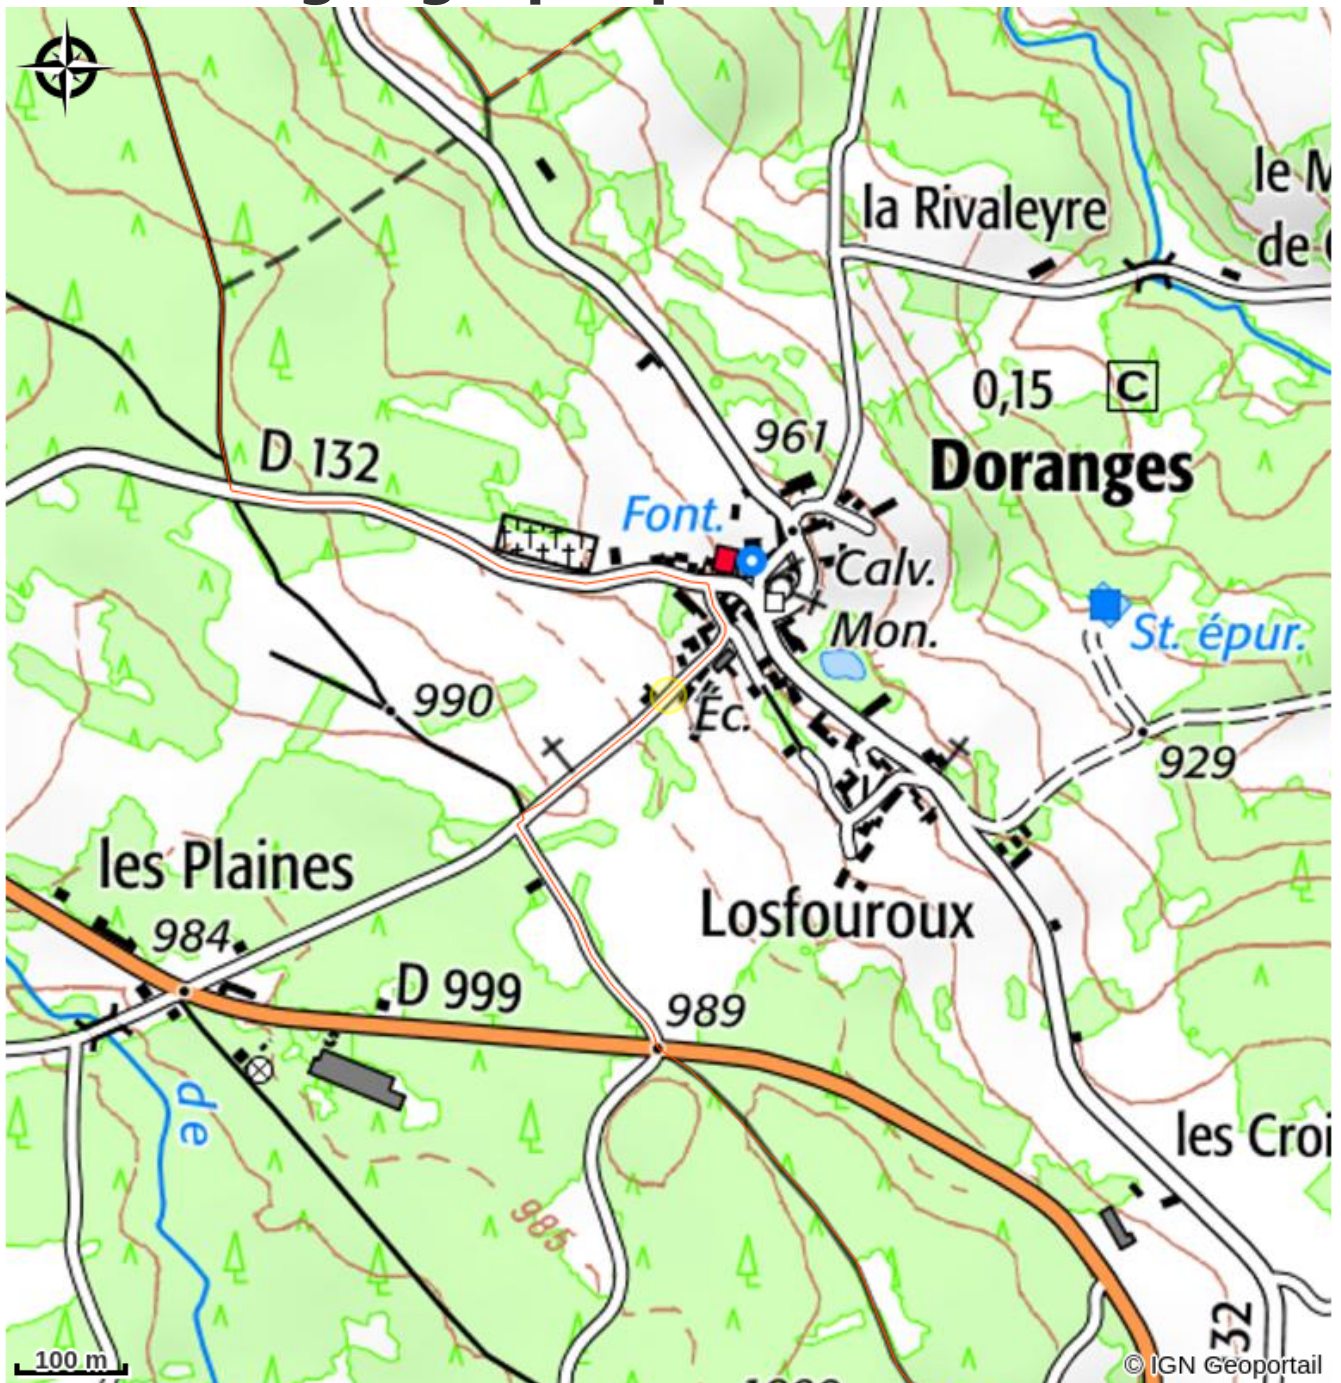 la Rivaleyre
le M
de
0,15 C
961
D 132
Doranges
Font.
Calv.
St. épur.
Mon.
990
Éc.
929
les Plaines
Losfouroux
984
D 999
989
de
les Croi
985
32
100 m
© IGN Geoportail